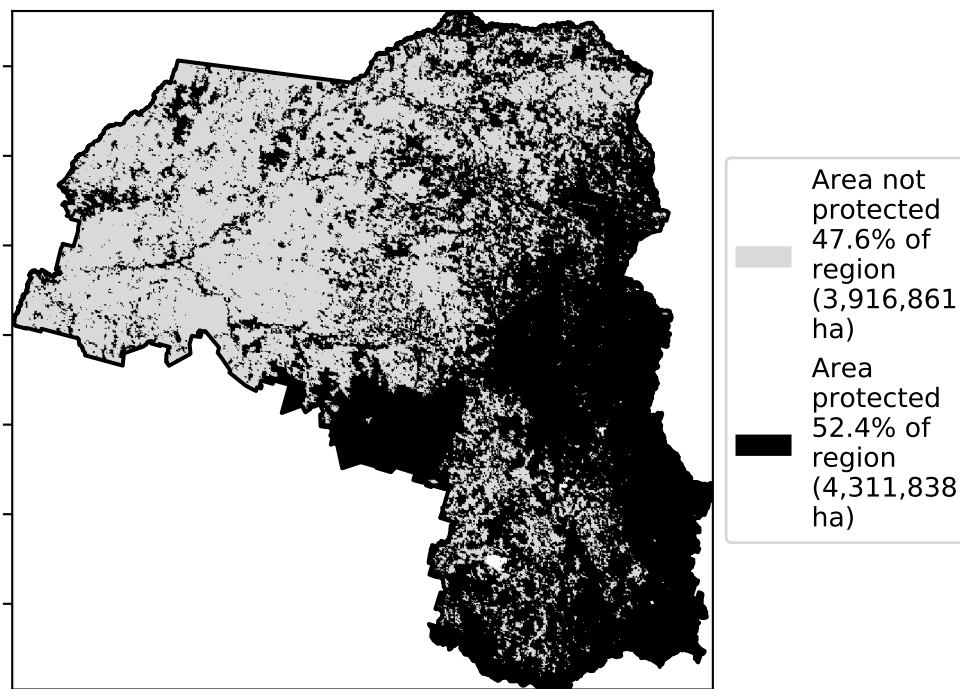 Area not
protected
47.6% of
region
(3,916,861
ha)
Area
protected
52.4% of
region
(4,311,838
ha)